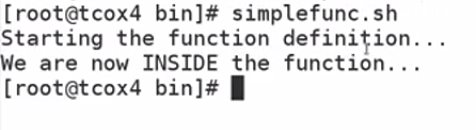 [root@tcox4 bin]# simplefunc.sh
Starting the function definition...
We are now INSIDE the function...
[root@tcox4 bin]#